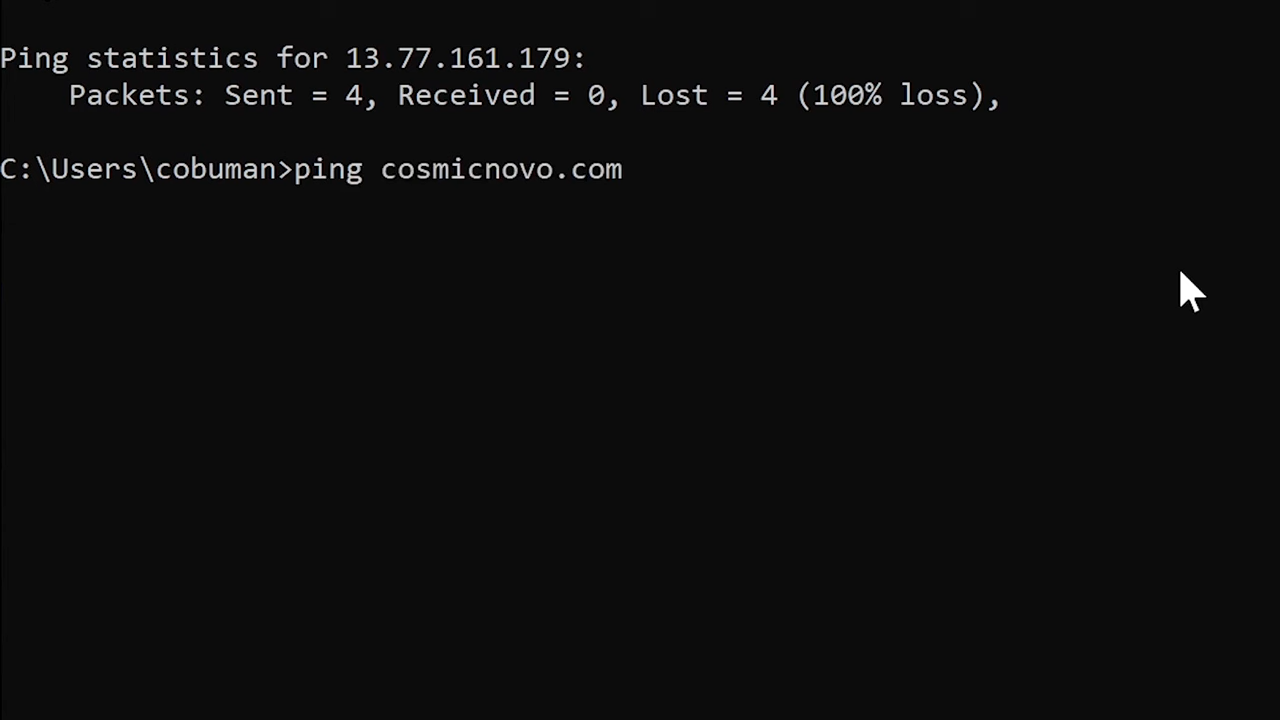 Ping statistics for 13.77.161.179:
    Packets: Sent = 4, Received = 0, Lost = 4 (100% loss),
C:\Users\cobuman>ping cosmicnovo.com